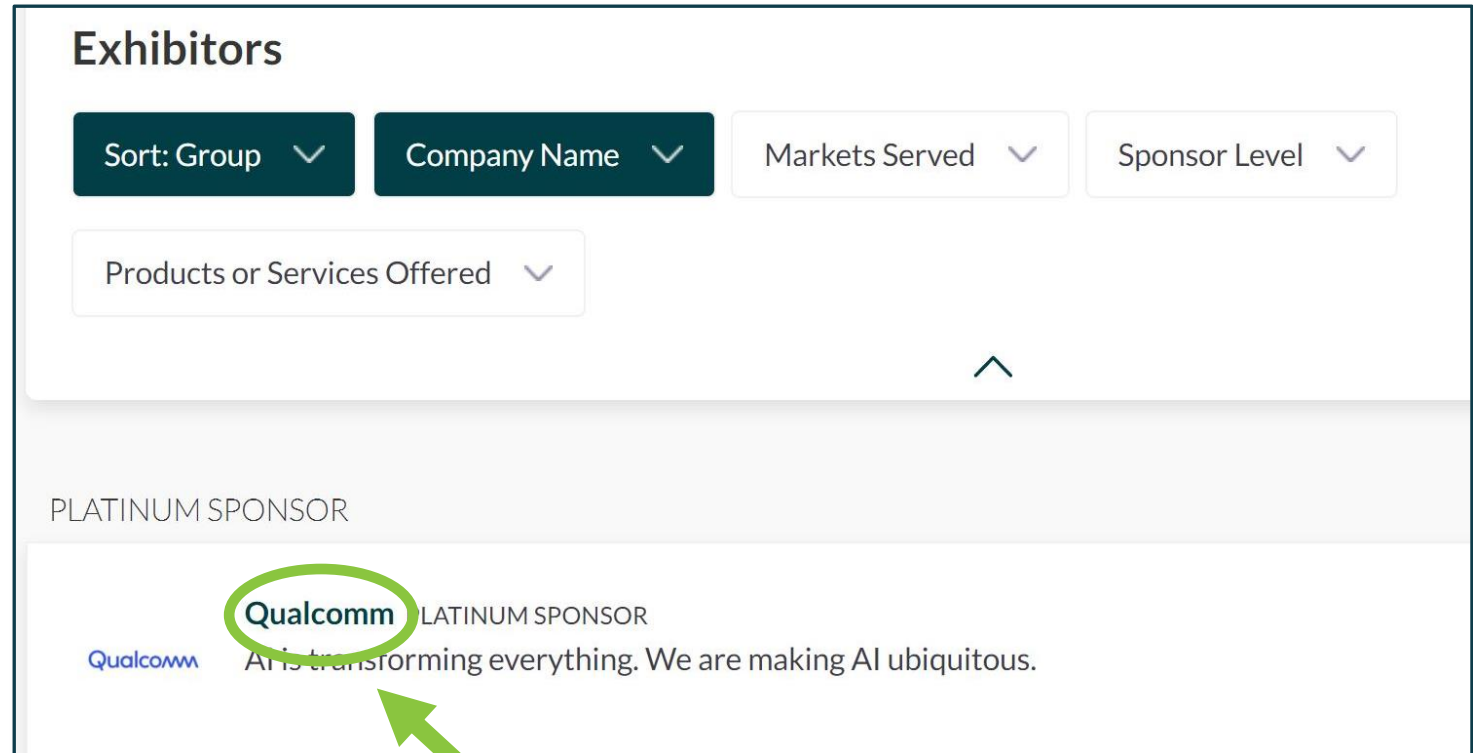 Exhibitors
Sort: Group
Company Name
Markets Served
Sponsor Level
Products or Services Offered
PLATINUM SPONSOR
Qualcomm PLATINUM SPONSOR
Qualcomm
AI is transforming everything. We are making AI ubiquitous.